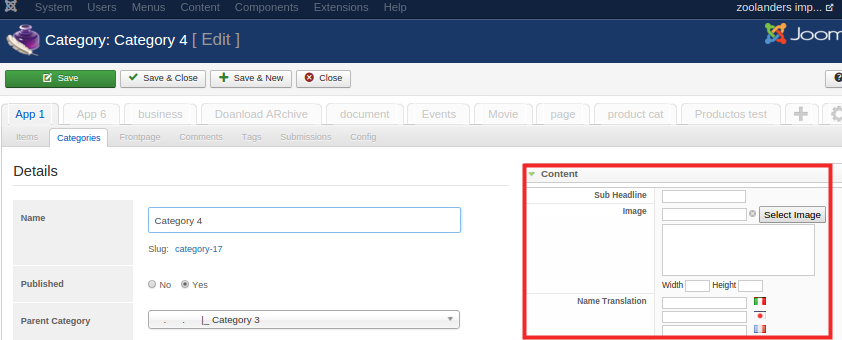 System Users Menus Content Components Extensions Help zoolanders imp...
Category: Category 4 [ Edit ] Joom
Save Save & Close Save & New Close
App 1 App 6 business Doanload ARchive document Events Movie page product cat Productos test
Items Categories Frontpage Comments Tags Submissions Config
Details
Name Category 4
Slug: category-17
Published No Yes
Parent Category . . |_ Category 3
Content
Sub Headline
Image Select Image
Width Height
Name Translation